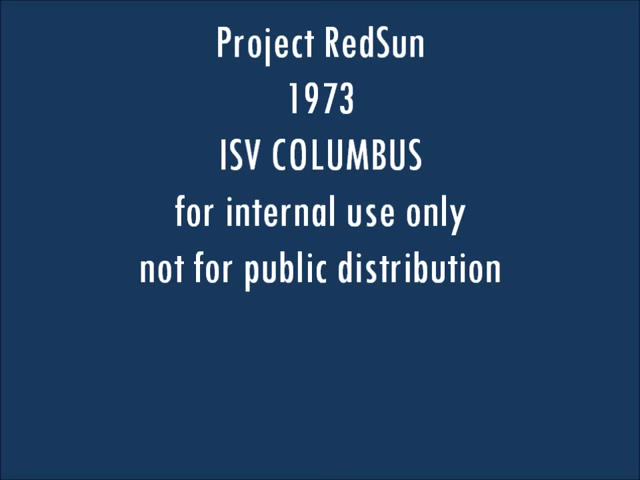 Project RedSun
1973
ISV COLUMBUS
for internal use only
not for public distribution